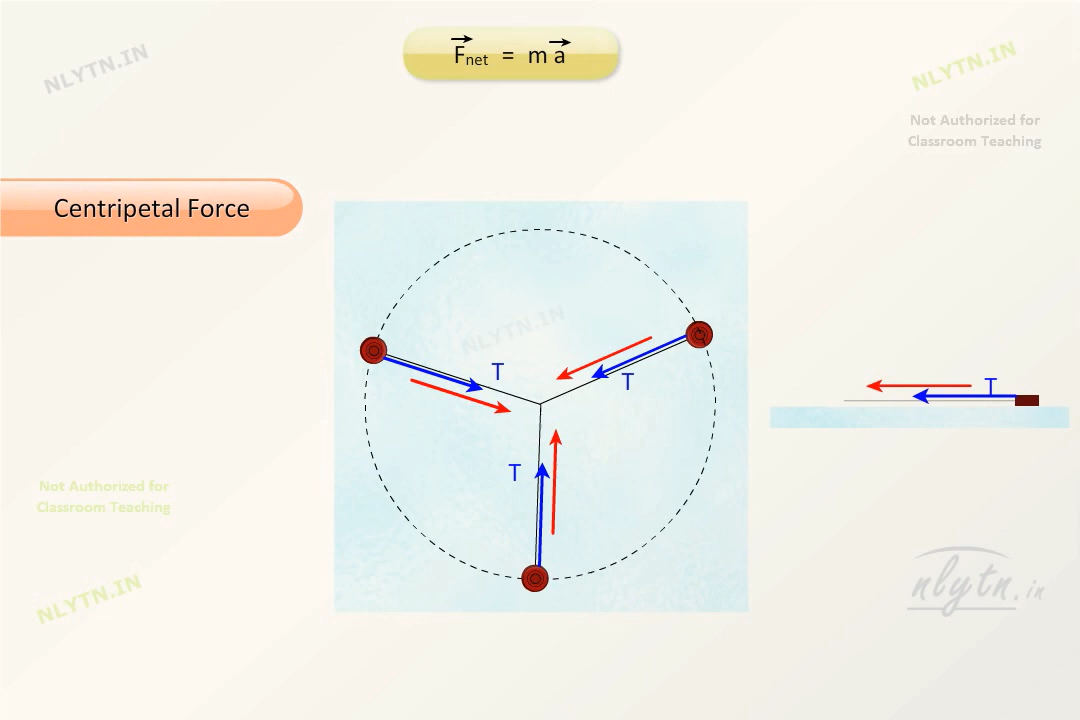 F⃗net = m a⃗
NLYTN.IN
NLYTN.IN
Not Authorized for
Classroom Teaching
Centripetal Force
NLYTN.IN
T
T
T
T
Not Authorized for
Classroom Teaching
NLYTN.IN
nlytn.in